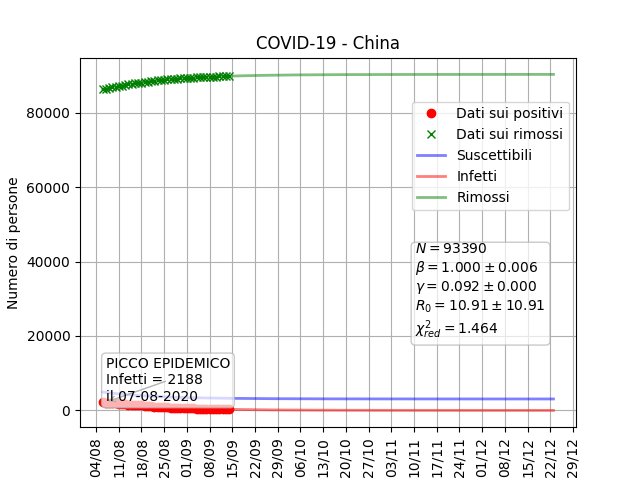 COVID-19 - China
Numero di persone
80000
60000
40000
20000
0
Dati sui positivi
Dati sui rimossi
Suscettibili
Infetti
Rimossi
N = 93390
β = 1.000 ± 0.006
γ = 0.092 ± 0.000
R₀ = 10.91 ± 10.91
χ²red = 1.464
PICCO EPIDEMICO
Infetti = 2188
il 07-08-2020
04/08
11/08
18/08
25/08
01/09
08/09
15/09
22/09
29/09
06/10
13/10
20/10
27/10
03/11
10/11
17/11
24/11
01/12
08/12
15/12
22/12
29/12